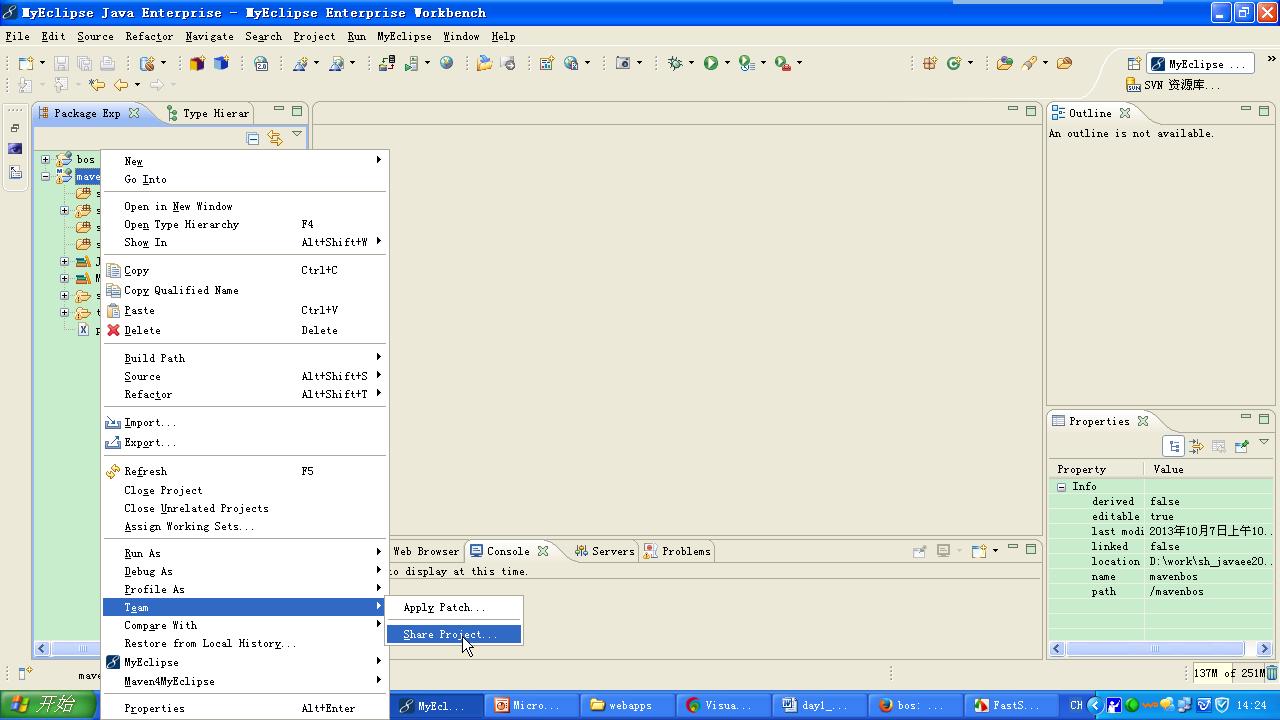 MyEclipse Java Enterprise - MyEclipse Enterprise Workbench
File Edit Source Refactor Navigate Search Project Run MyEclipse Window Help
MyEclipse ...
SVN 资源库...
Package Exp
Type Hierar
Outline
An outline is not available.
bos
mave
New
Go Into
Open in New Window
Open Type Hierarchy F4
Show In Alt+Shift+W
Copy Ctrl+C
Copy Qualified Name
Paste Ctrl+V
Delete Delete
Build Path
Source Alt+Shift+S
Refactor Alt+Shift+T
Import...
Export...
Refresh F5
Close Project
Close Unrelated Projects
Assign Working Sets...
Run As
Debug As
Profile As
Team
Compare With
Restore from Local History...
MyEclipse
Maven4MyEclipse
Properties Alt+Enter
Apply Patch...
Share Project...
Web Browser
Console
Servers
Problems
to display at this time.
Properties
Property Value
Info
derived false
editable true
last modi 2013年10月7日上午10...
linked false
location D:\work\sh_javaee20...
name mavenbos
path /mavenbos
mave
137M of 251M
开始
MyEcl...
Micro...
webapps
Visua...
day1_...
bos: ...
FastS...
CH
14:24